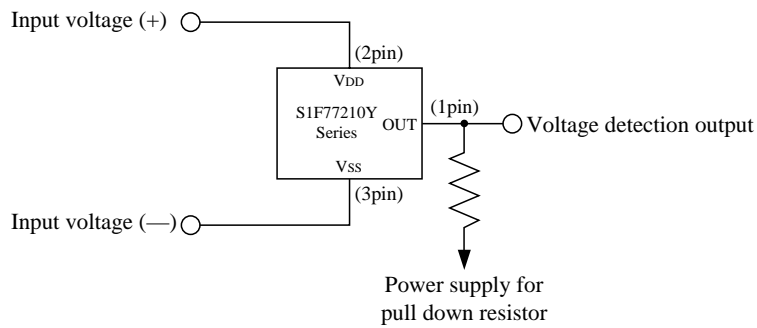 Input voltage (+)
(2pin)
VDD
S1F77210Y
Series
OUT
(1pin)
Voltage detection output
VSS
(3pin)
Input voltage (—)
Power supply for
pull down resistor